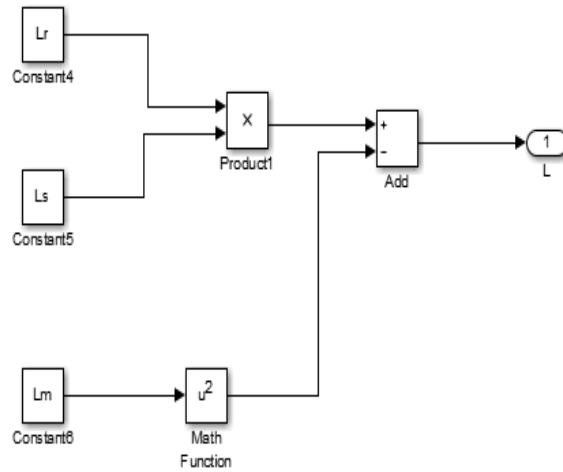 Lr
Constant4
X
Product1
+
−
Add
1
L
Ls
Constant5
Lm
Constant6
u²
Math
Function